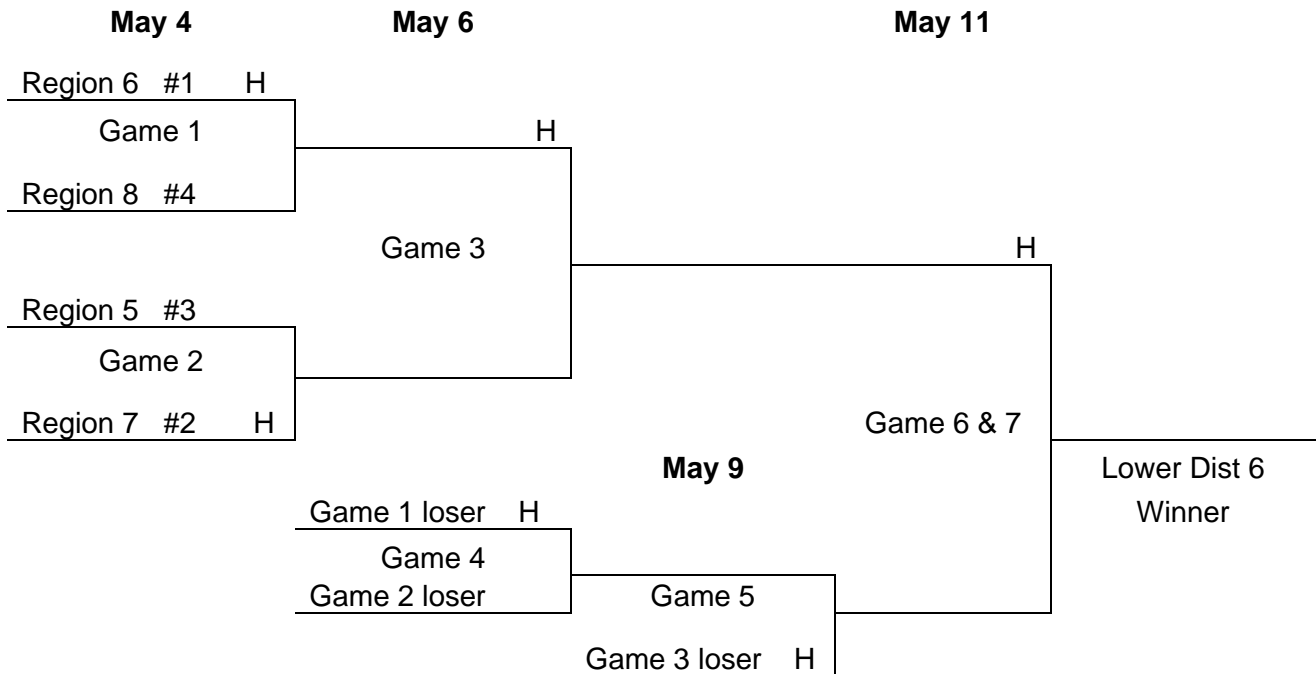 May 4 May 6 May 11
Region 6 #1 H
Game 1 H
Region 8 #4
Game 3 H
Region 5 #3
Game 2
Region 7 #2 H Game 6 & 7
May 9 Lower Dist 6
Game 1 loser H Winner
Game 4
Game 2 loser Game 5
Game 3 loser H